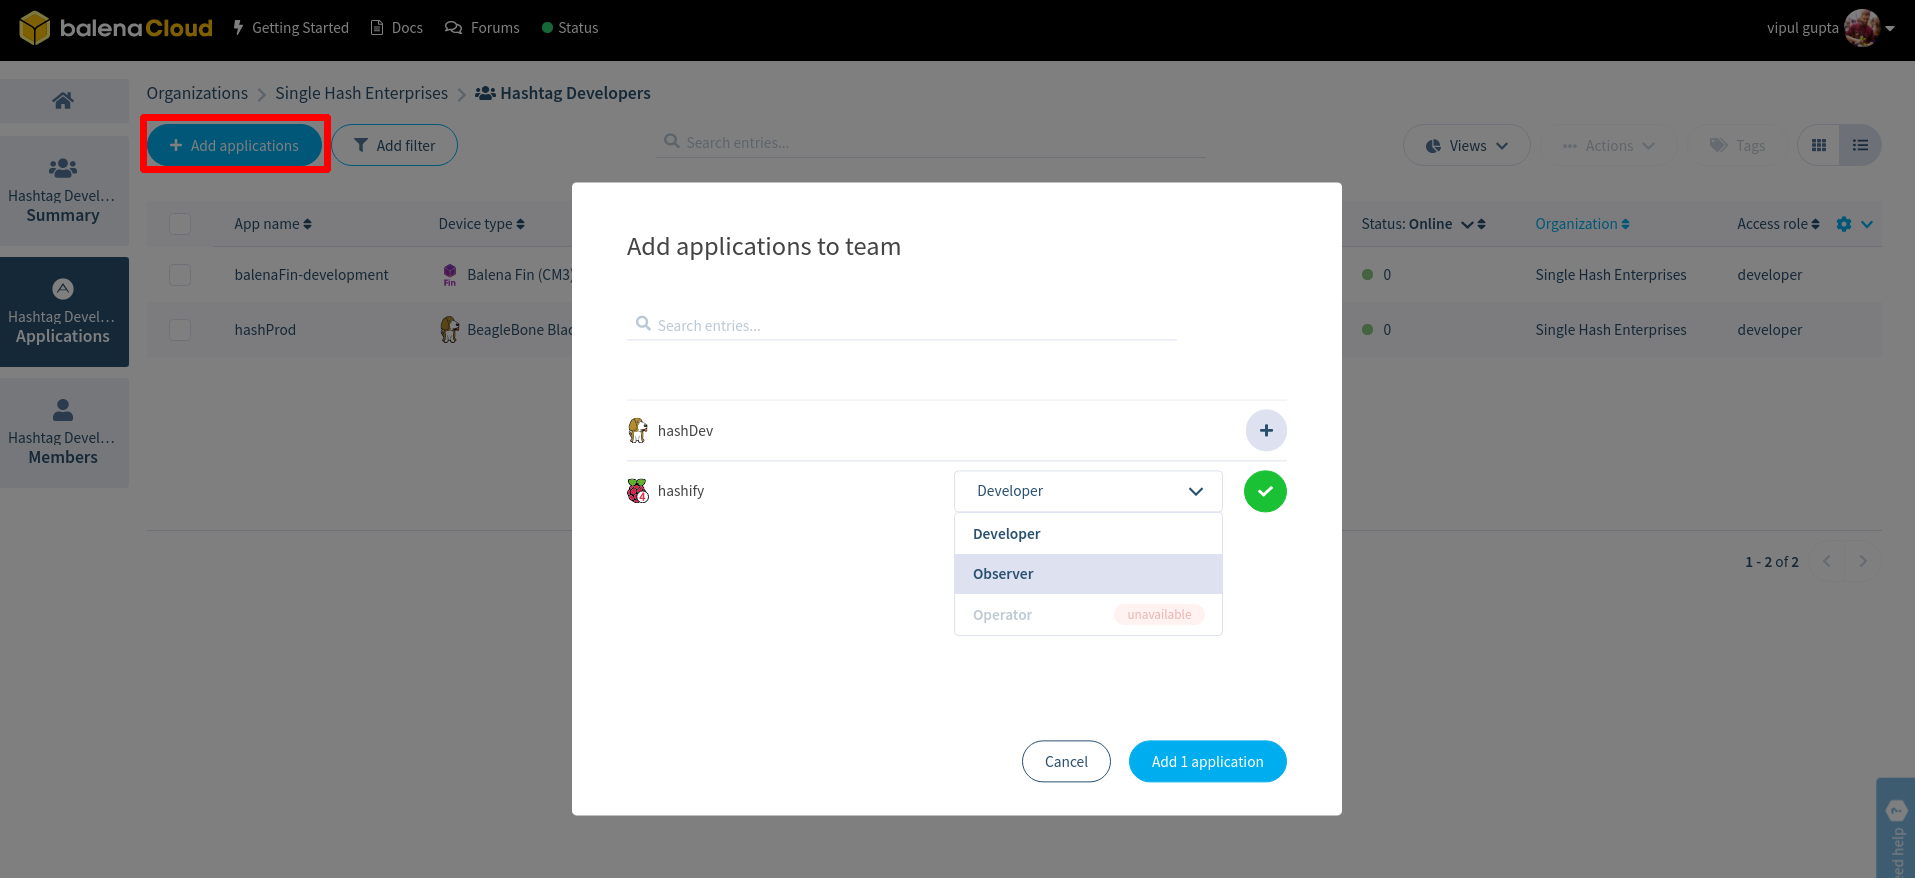 balenaCloud Getting Started Docs Forums Status vipul gupta
Organizations Single Hash Enterprises Hashtag Developers
Add applications Add filter Search entries... Views Actions Tags
Hashtag Devel...
Summary
Hashtag Devel...
Applications
Hashtag Devel...
Members
App name Device type Status: Online Organization Access role
balenaFin-development Fin Balena Fin (CM3) 0 Single Hash Enterprises developer
hashProd BeagleBone Blac 0 Single Hash Enterprises developer
1 - 2 of 2
Add applications to team
Search entries...
hashDev
4 hashify Developer
Developer
Observer
Operator unavailable
Cancel Add 1 application
ed help ?